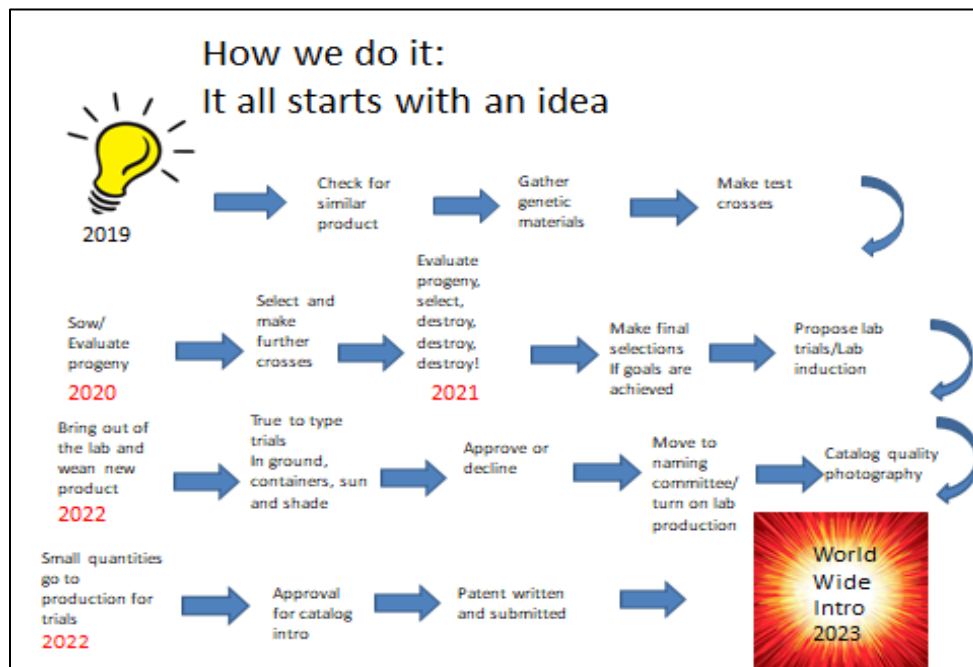 How we do it:
It all starts with an idea
2019
Check for
similar
product
Gather
genetic
materials
Make test
crosses
Sow/
Evaluate
progeny
2020
Select and
make
further
crosses
Evaluate
progeny,
select,
destroy,
destroy,
destroy!
2021
Make final
selections
If goals are
achieved
Propose lab
trials/Lab
induction
Bring out of
the lab and
wean new
product
2022
True to type
trials
In ground,
containers, sun
and shade
Approve or
decline
Move to
naming
committee/
turn on lab
production
Catalog quality
photography
Small quantities
go to
production for
trials
2022
Approval
for catalog
intro
Patent written
and submitted
World
Wide
Intro
2023